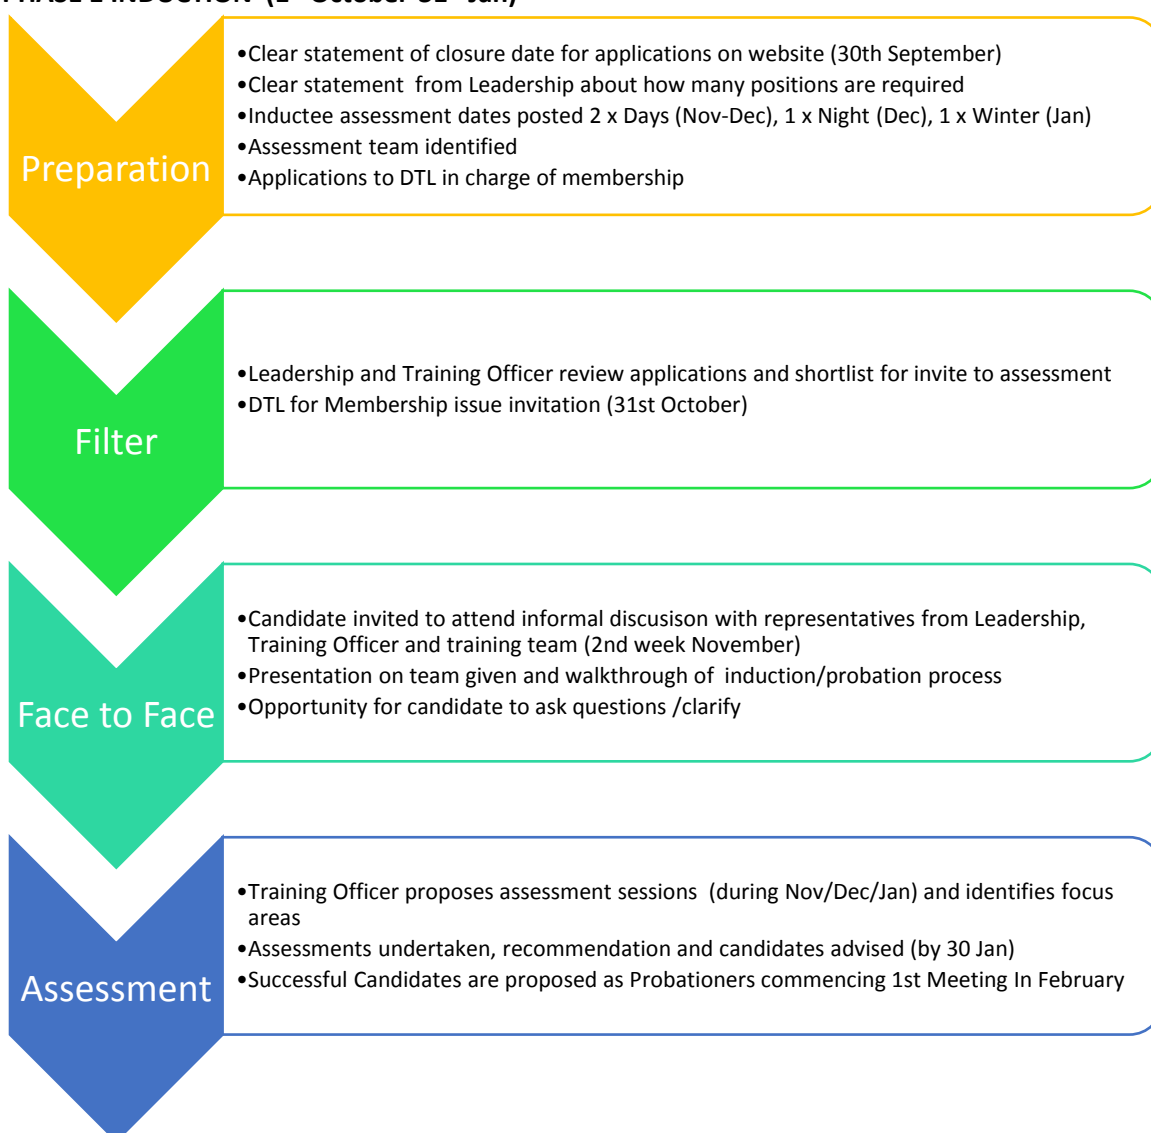 PHASE 1 INDUCTION (1st October-31st Jan)
Preparation
•Clear statement of closure date for applications on website (30th September)
•Clear statement from Leadership about how many positions are required
•Inductee assessment dates posted 2 x Days (Nov-Dec), 1 x Night (Dec), 1 x Winter (Jan)
•Assessment team identified
•Applications to DTL in charge of membership
Filter
•Leadership and Training Officer review applications and shortlist for invite to assessment
•DTL for Membership issue invitation (31st October)
Face to Face
•Candidate invited to attend informal discusison with representatives from Leadership,
Training Officer and training team (2nd week November)
•Presentation on team given and walkthrough of induction/probation process
•Opportunity for candidate to ask questions /clarify
Assessment
•Training Officer proposes assessment sessions (during Nov/Dec/Jan) and identifies focus
areas
•Assessments undertaken, recommendation and candidates advised (by 30 Jan)
•Successful Candidates are proposed as Probationers commencing 1st Meeting In February